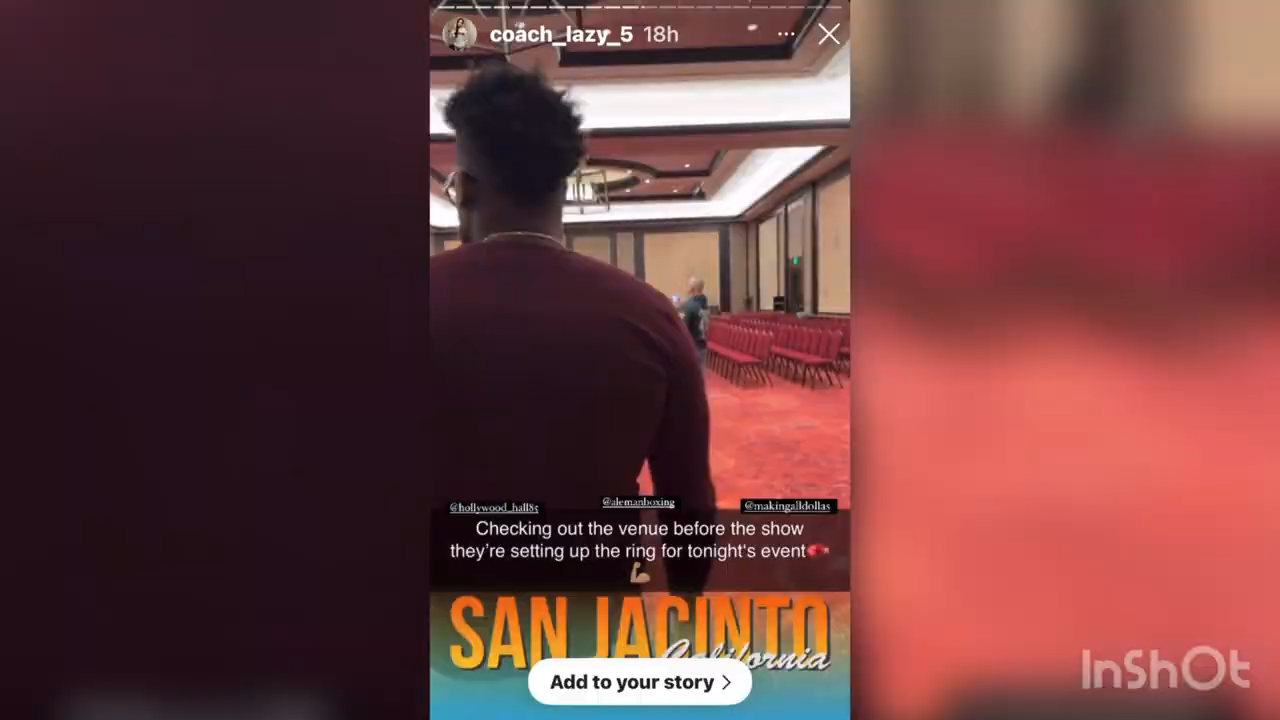 coach_lazy_5 18h
@hollywood_hall85 @alemanboxing @makingalldollas
Checking out the venue before the show
they're setting up the ring for tonight's event🥊
💪🏼
SAN JACINTO
California
Add to your story >
InShOt